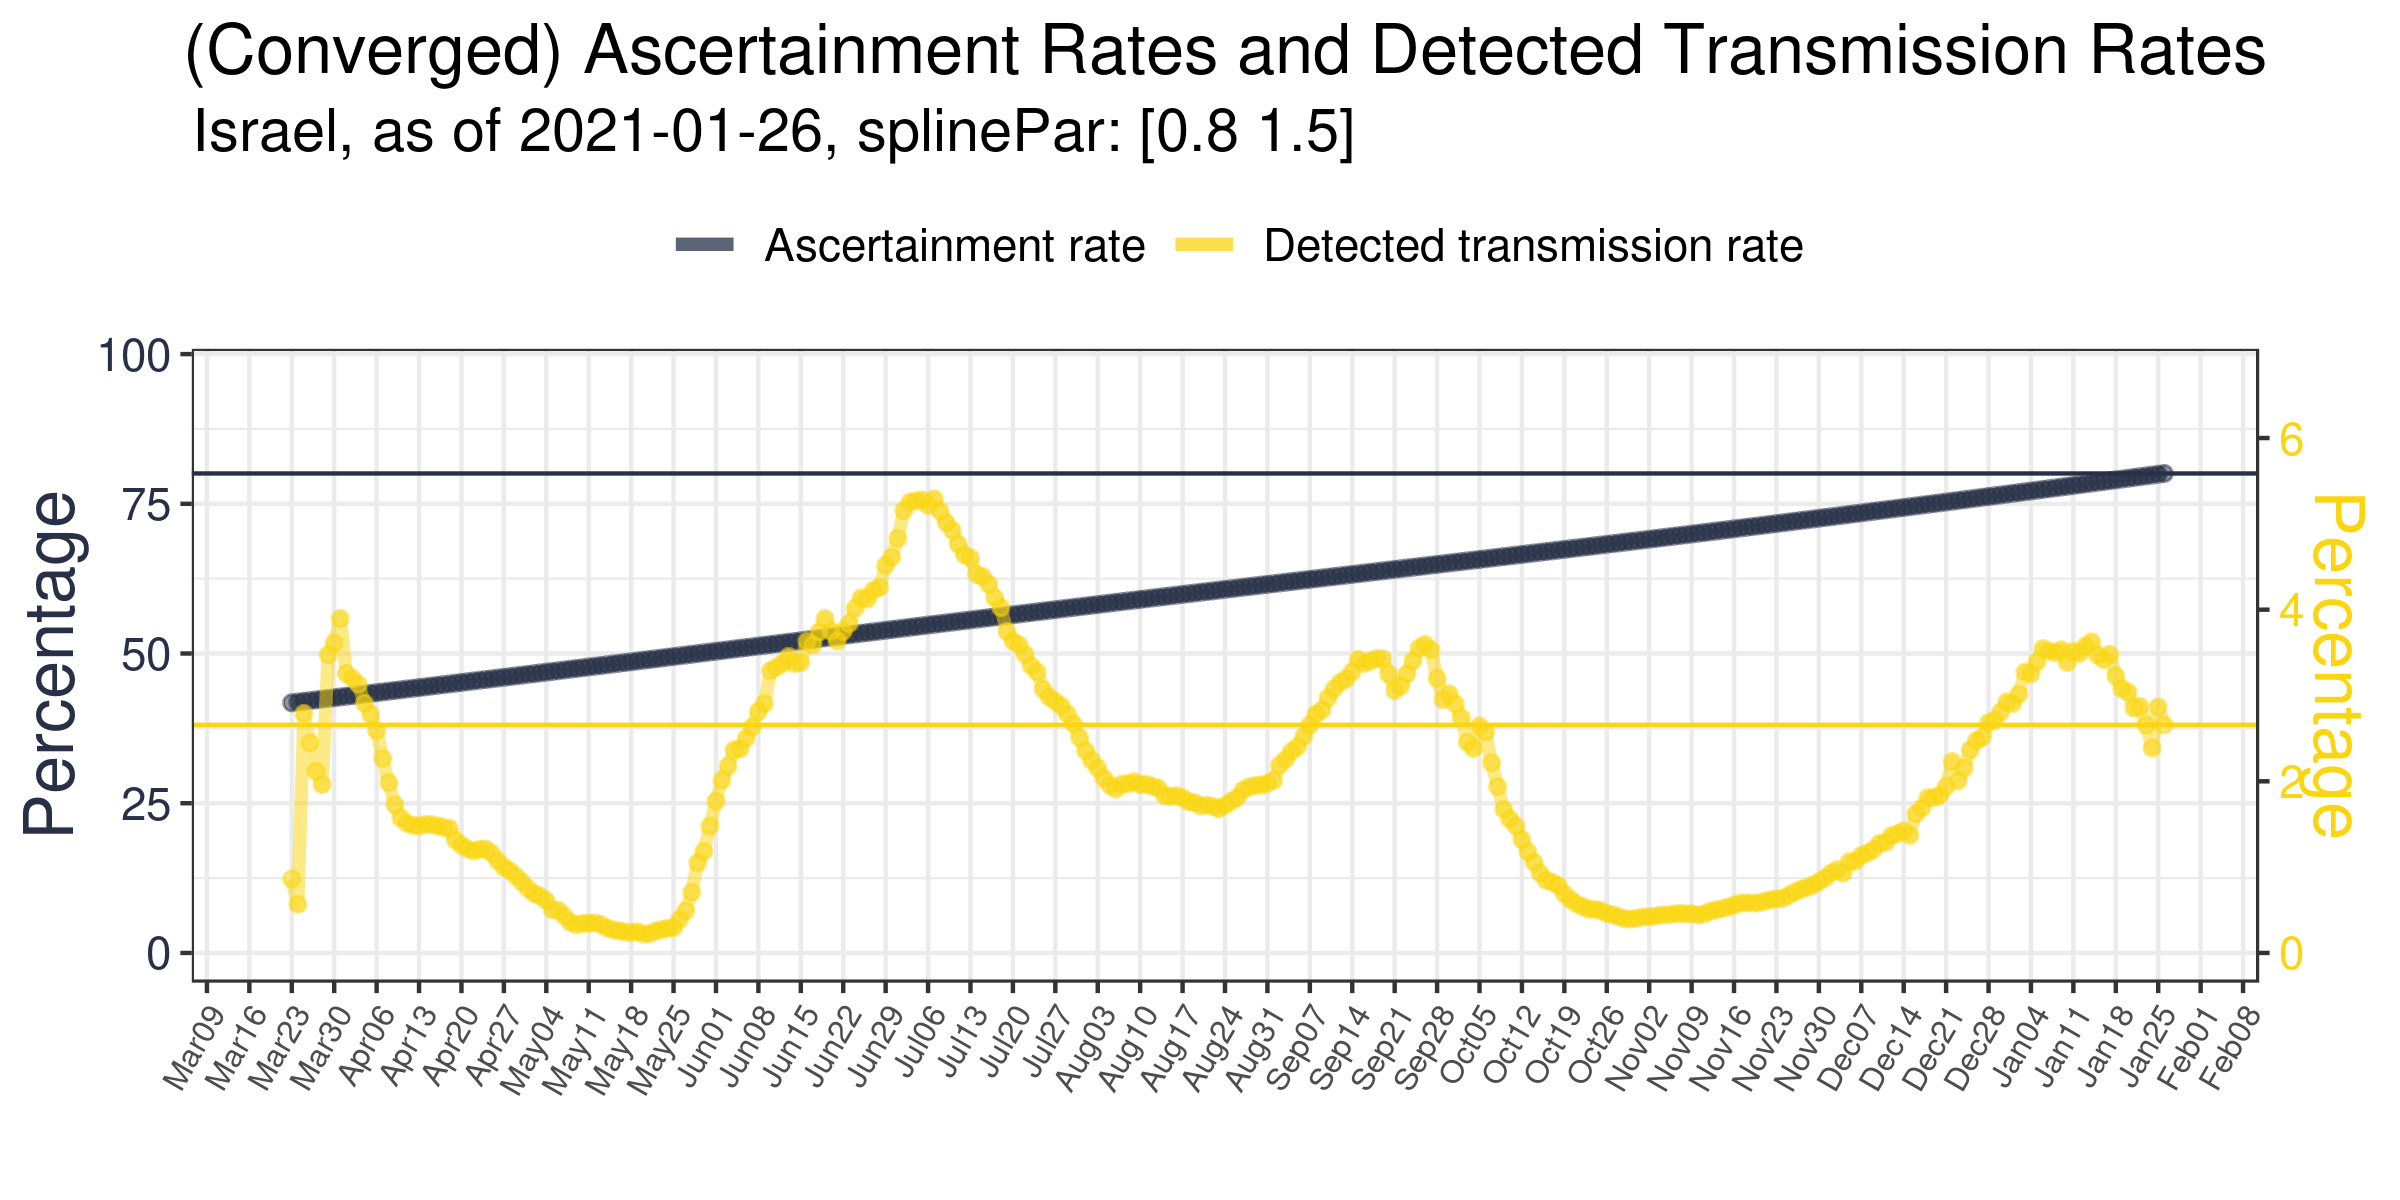 (Converged) Ascertainment Rates and Detected Transmission Rates
Israel, as of 2021-01-26, splinePar: [0.8 1.5]
Ascertainment rate
Detected transmission rate
Percentage
100
75
50
25
0
6
4
2
0
Percentage
Mar09
Mar16
Mar23
Mar30
Apr06
Apr13
Apr20
Apr27
May04
May11
May18
May25
Jun01
Jun08
Jun15
Jun22
Jun29
Jul06
Jul13
Jul20
Jul27
Aug03
Aug10
Aug17
Aug24
Aug31
Sep07
Sep14
Sep21
Sep28
Oct05
Oct12
Oct19
Oct26
Nov02
Nov09
Nov16
Nov23
Nov30
Dec07
Dec14
Dec21
Dec28
Jan04
Jan11
Jan18
Jan25
Feb01
Feb08